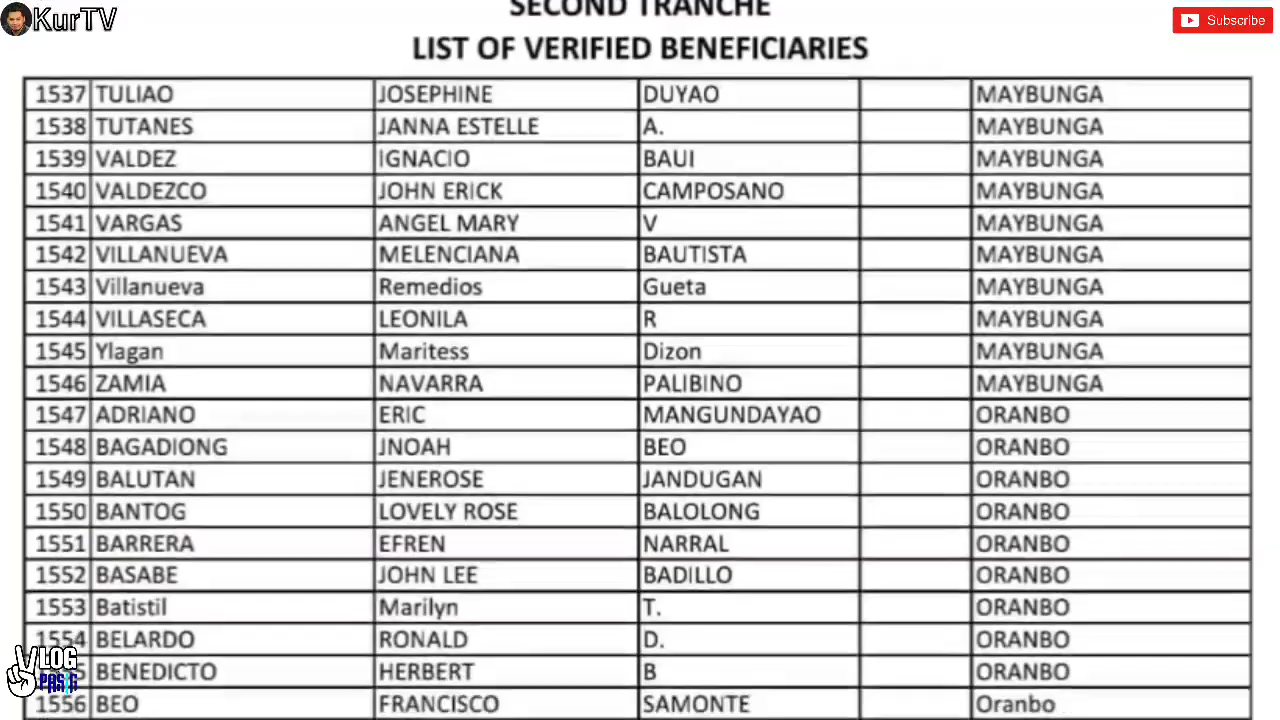 KurTV
Subscribe
SECOND TRANCHE
LIST OF VERIFIED BENEFICIARIES
1537 TULIAO JOSEPHINE DUYAO MAYBUNGA
1538 TUTANES JANNA ESTELLE A. MAYBUNGA
1539 VALDEZ IGNACIO BAUI MAYBUNGA
1540 VALDEZCO JOHN ERICK CAMPOSANO MAYBUNGA
1541 VARGAS ANGEL MARY V MAYBUNGA
1542 VILLANUEVA MELENCIANA BAUTISTA MAYBUNGA
1543 Villanueva Remedios Gueta MAYBUNGA
1544 VILLASECA LEONILA R MAYBUNGA
1545 Ylagan Maritess Dizon MAYBUNGA
1546 ZAMIA NAVARRA PALIBINO MAYBUNGA
1547 ADRIANO ERIC MANGUNDAYAO ORANBO
1548 BAGADIONG JNOAH BEO ORANBO
1549 BALUTAN JENEROSE JANDUGAN ORANBO
1550 BANTOG LOVELY ROSE BALOLONG ORANBO
1551 BARRERA EFREN NARRAL ORANBO
1552 BASABE JOHN LEE BADILLO ORANBO
1553 Batistil Marilyn T. ORANBO
1554 BELARDO RONALD D. ORANBO
BENEDICTO HERBERT B ORANBO
1556 BEO FRANCISCO SAMONTE Oranbo
VLOG
PASIG